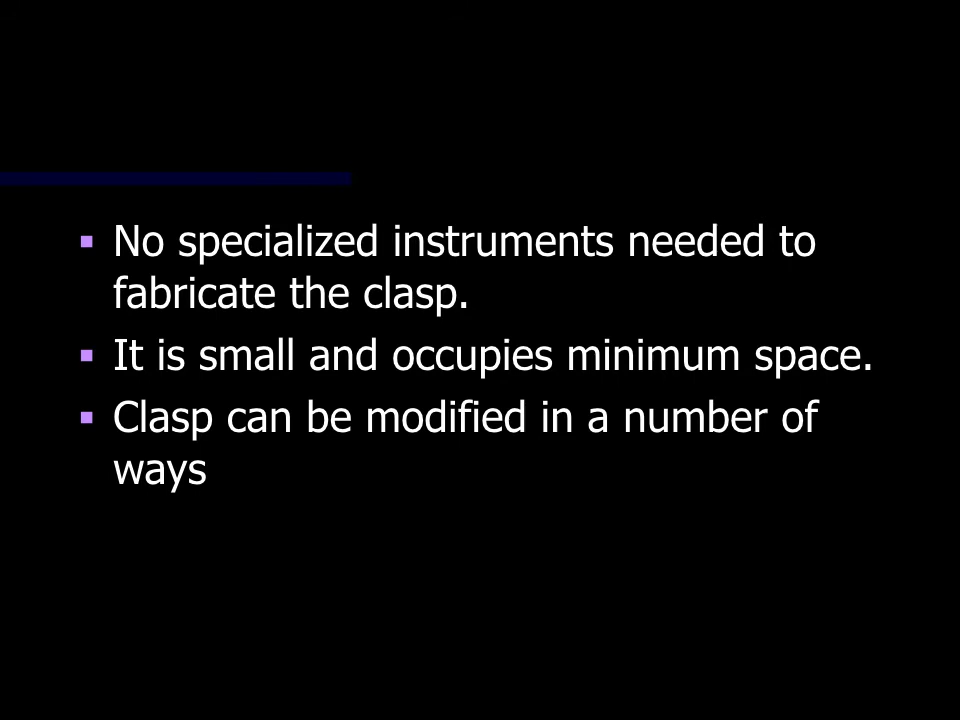 No specialized instruments needed to
fabricate the clasp.
It is small and occupies minimum space.
Clasp can be modified in a number of
ways